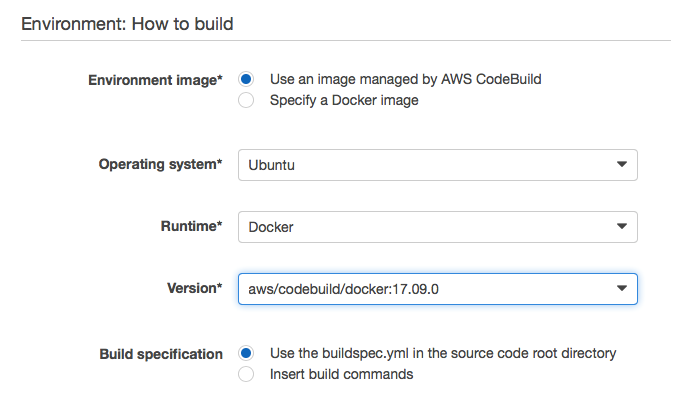 Environment: How to build
Environment image* Use an image managed by AWS CodeBuild
Specify a Docker image
Operating system* Ubuntu
Runtime* Docker
Version* aws/codebuild/docker:17.09.0
Build specification Use the buildspec.yml in the source code root directory
Insert build commands